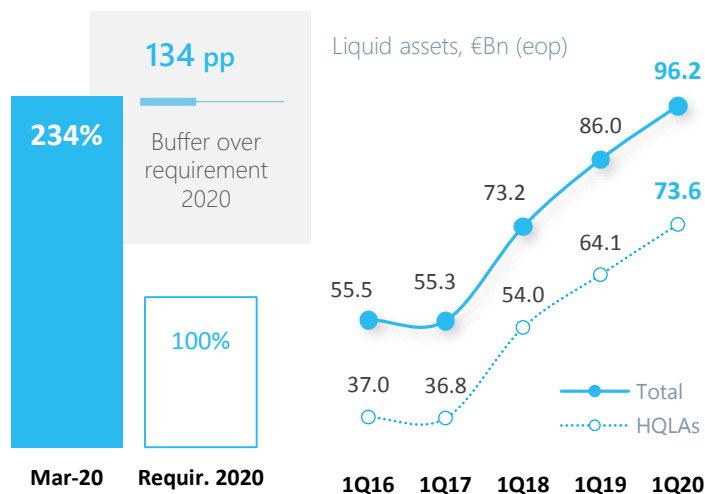 134 pp
Buffer over
requirement
2020
234%
100%
Mar-20
Requir. 2020
Liquid assets, €Bn (eop)
96.2
86.0
73.2
55.5
55.3
73.6
64.1
54.0
37.0
36.8
Total
HQLAs
1Q16
1Q17
1Q18
1Q19
1Q20